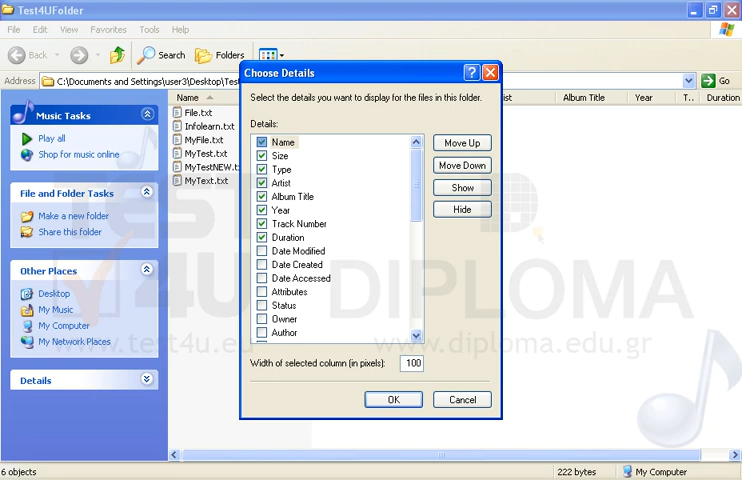 Test4UFolder
File Edit View Favorites Tools Help
Back Search Folders
Address C:\Documents and Settings\user3\Desktop\Tes Go
Music Tasks
Play all
Shop for music online
File and Folder Tasks
Make a new folder
Share this folder
Other Places
Desktop
My Music
My Computer
My Network Places
Details
Name
File.txt
Infolearn.txt
MyFile.txt
MyTest.txt
MyTestNEW.tx
MyText.txt
ist Album Title Year T... Duration
Choose Details
Select the details you want to display for the files in this folder.
Details:
Name
Size
Type
Artist
Album Title
Year
Track Number
Duration
Date Modified
Date Created
Date Accessed
Attributes
Status
Owner
Author
Move Up
Move Down
Show
Hide
Width of selected column (in pixels): 100
OK Cancel
TEST
4U DIPLOMA
www.test4u.eu www.diploma.edu.gr
6 objects 222 bytes My Computer